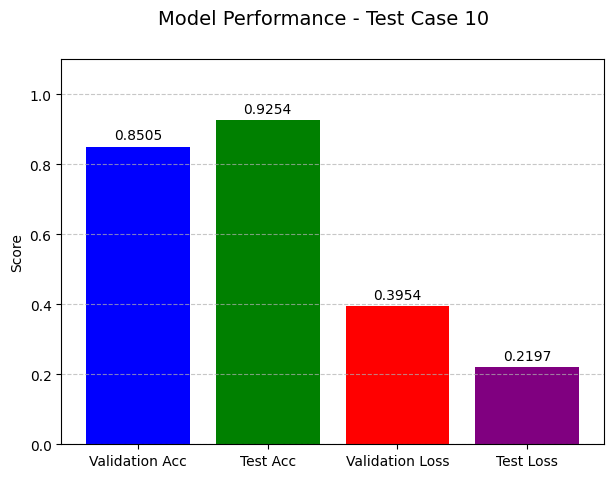 Model Performance - Test Case 10
Score
1.0
0.8
0.6
0.4
0.2
0.0
0.8505
0.9254
0.3954
0.2197
Validation Acc
Test Acc
Validation Loss
Test Loss